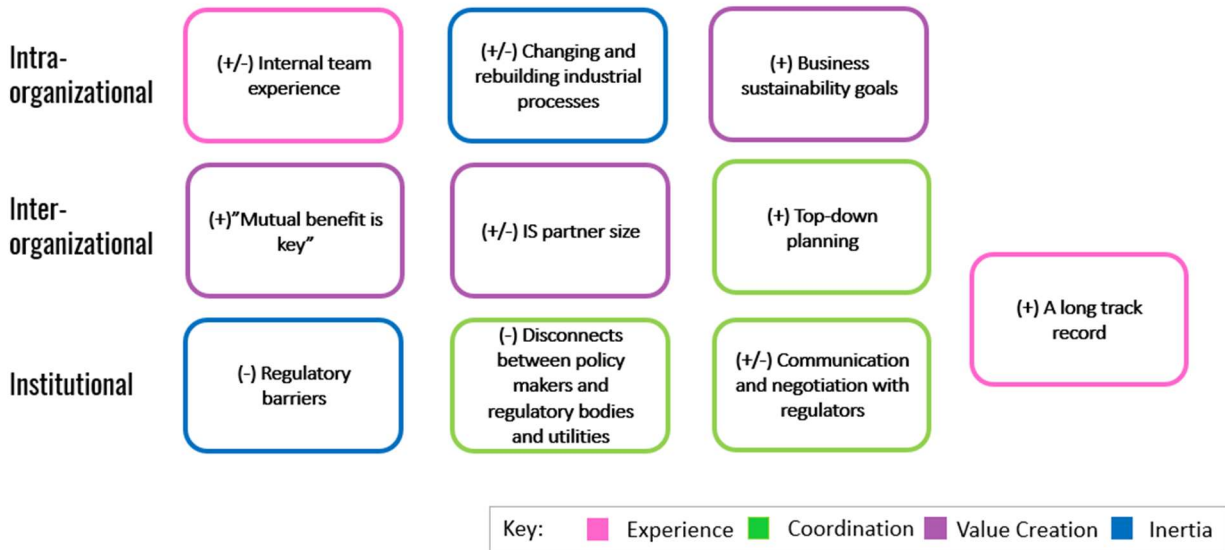 Intra-
organizational
(+/-) Internal team
experience
(+/-) Changing and
rebuilding industrial
processes
(+) Business
sustainability goals
Inter-
organizational
(+)”Mutual benefit is
key”
(+/-) IS partner size
(+) Top-down
planning
(+) A long track
record
Institutional
(-) Regulatory
barriers
(-) Disconnects
between policy
makers and
regulatory bodies
and utilities
(+/-) Communication
and negotiation with
regulators
Key:
Experience
Coordination
Value Creation
Inertia